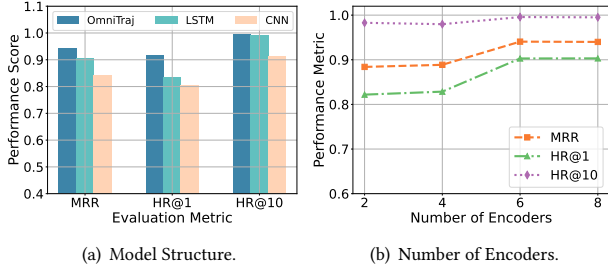 OmniTraj LSTM CNN
1.1
1.0
0.9
0.8
0.7
0.6
0.5
0.4
Performance Score
MRR HR@1 HR@10
Evaluation Metric
(a) Model Structure.
1.0
0.9
0.8
0.7
0.6
Performance Metric
MRR
HR@1
HR@10
2 4 6 8
Number of Encoders
(b) Number of Encoders.